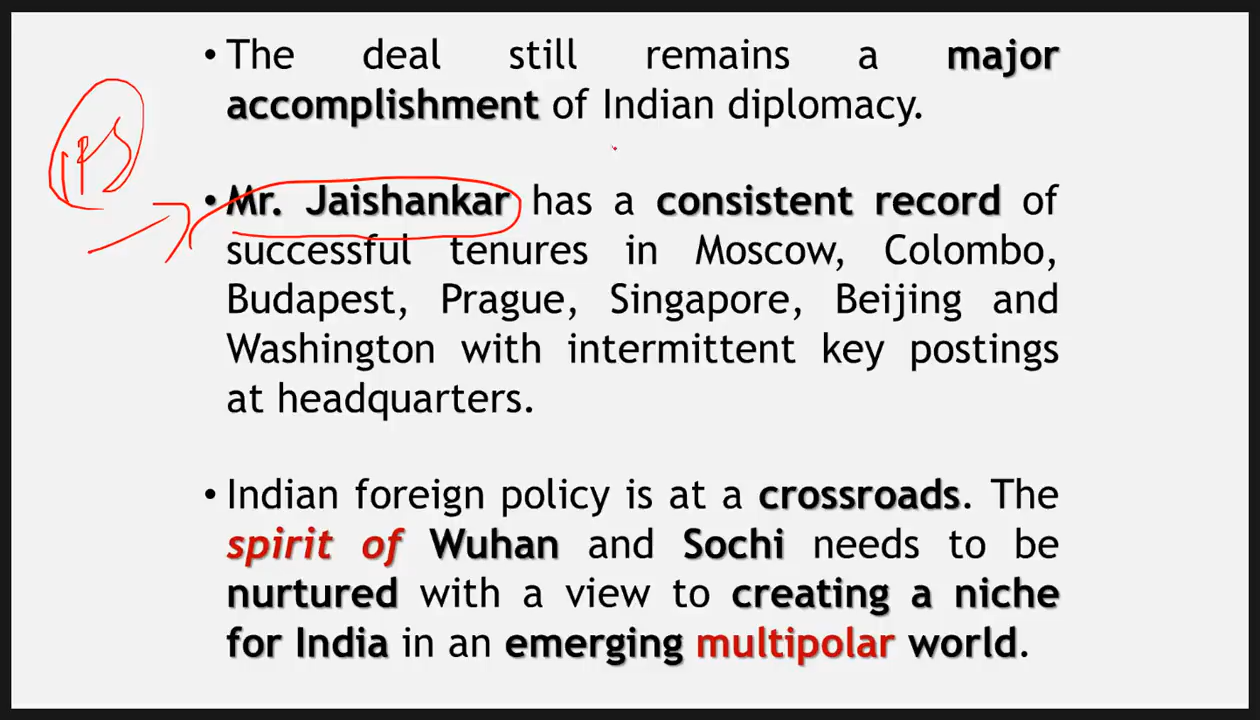 • The deal still remains a major
accomplishment of Indian diplomacy.
• Mr. Jaishankar has a consistent record of
successful tenures in Moscow, Colombo,
Budapest, Prague, Singapore, Beijing and
Washington with intermittent key postings
at headquarters.
• Indian foreign policy is at a crossroads. The
spirit of Wuhan and Sochi needs to be
nurtured with a view to creating a niche
for India in an emerging multipolar world.